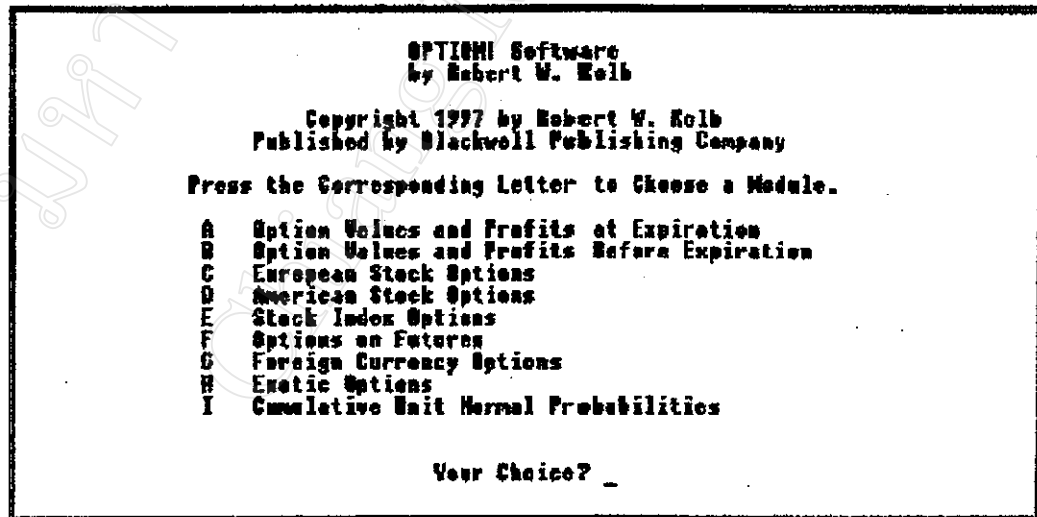 OPTION! Software
by Robert W. Kolb
Copyright 1997 by Robert W. Kolb
Published by Blackwell Publishing Company
Press the Corresponding Letter to Choose a Module.
A Option Values and Profits at Expiration
B Option Values and Profits Before Expiration
C European Stock Options
D American Stock Options
E Stock Index Options
F Options on Futures
G Foreign Currency Options
H Exotic Options
I Cumulative Unit Normal Probabilities
Your Choice? _